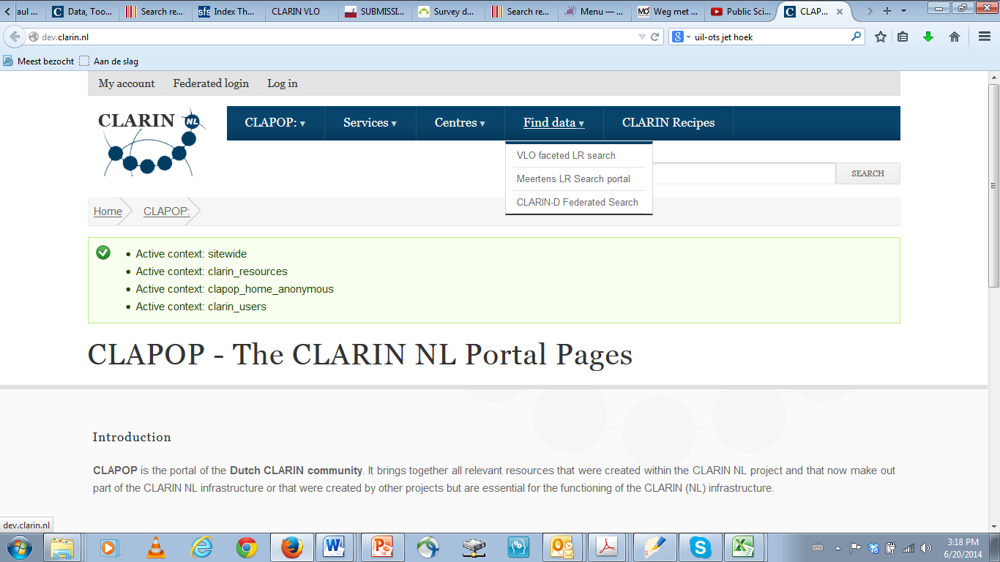 aul ...
Data, Too...
Search re...
Index Th...
CLARIN VLO
SUBMISSI...
Survey d...
Search re...
Menu — ...
Weg met ...
Public Sci...
CLAP...
dev.clarin.nl
uil-ots jet hoek
Meest bezocht
Aan de slag
My account
Federated login
Log in
CLARIN NL
CLAPOP:
Services
Centres
Find data
CLARIN Recipes
VLO faceted LR search
Meertens LR Search portal
CLARIN-D Federated Search
SEARCH
Home
CLAPOP:
Active context: sitewide
Active context: clarin_resources
Active context: clapop_home_anonymous
Active context: clarin_users
CLAPOP - The CLARIN NL Portal Pages
Introduction
CLAPOP is the portal of the Dutch CLARIN community. It brings together all relevant resources that were created within the CLARIN NL project and that now make out
part of the CLARIN NL infrastructure or that were created by other projects but are essential for the functioning of the CLARIN (NL) infrastructure.
dev.clarin.nl
3:18 PM
6/20/2014